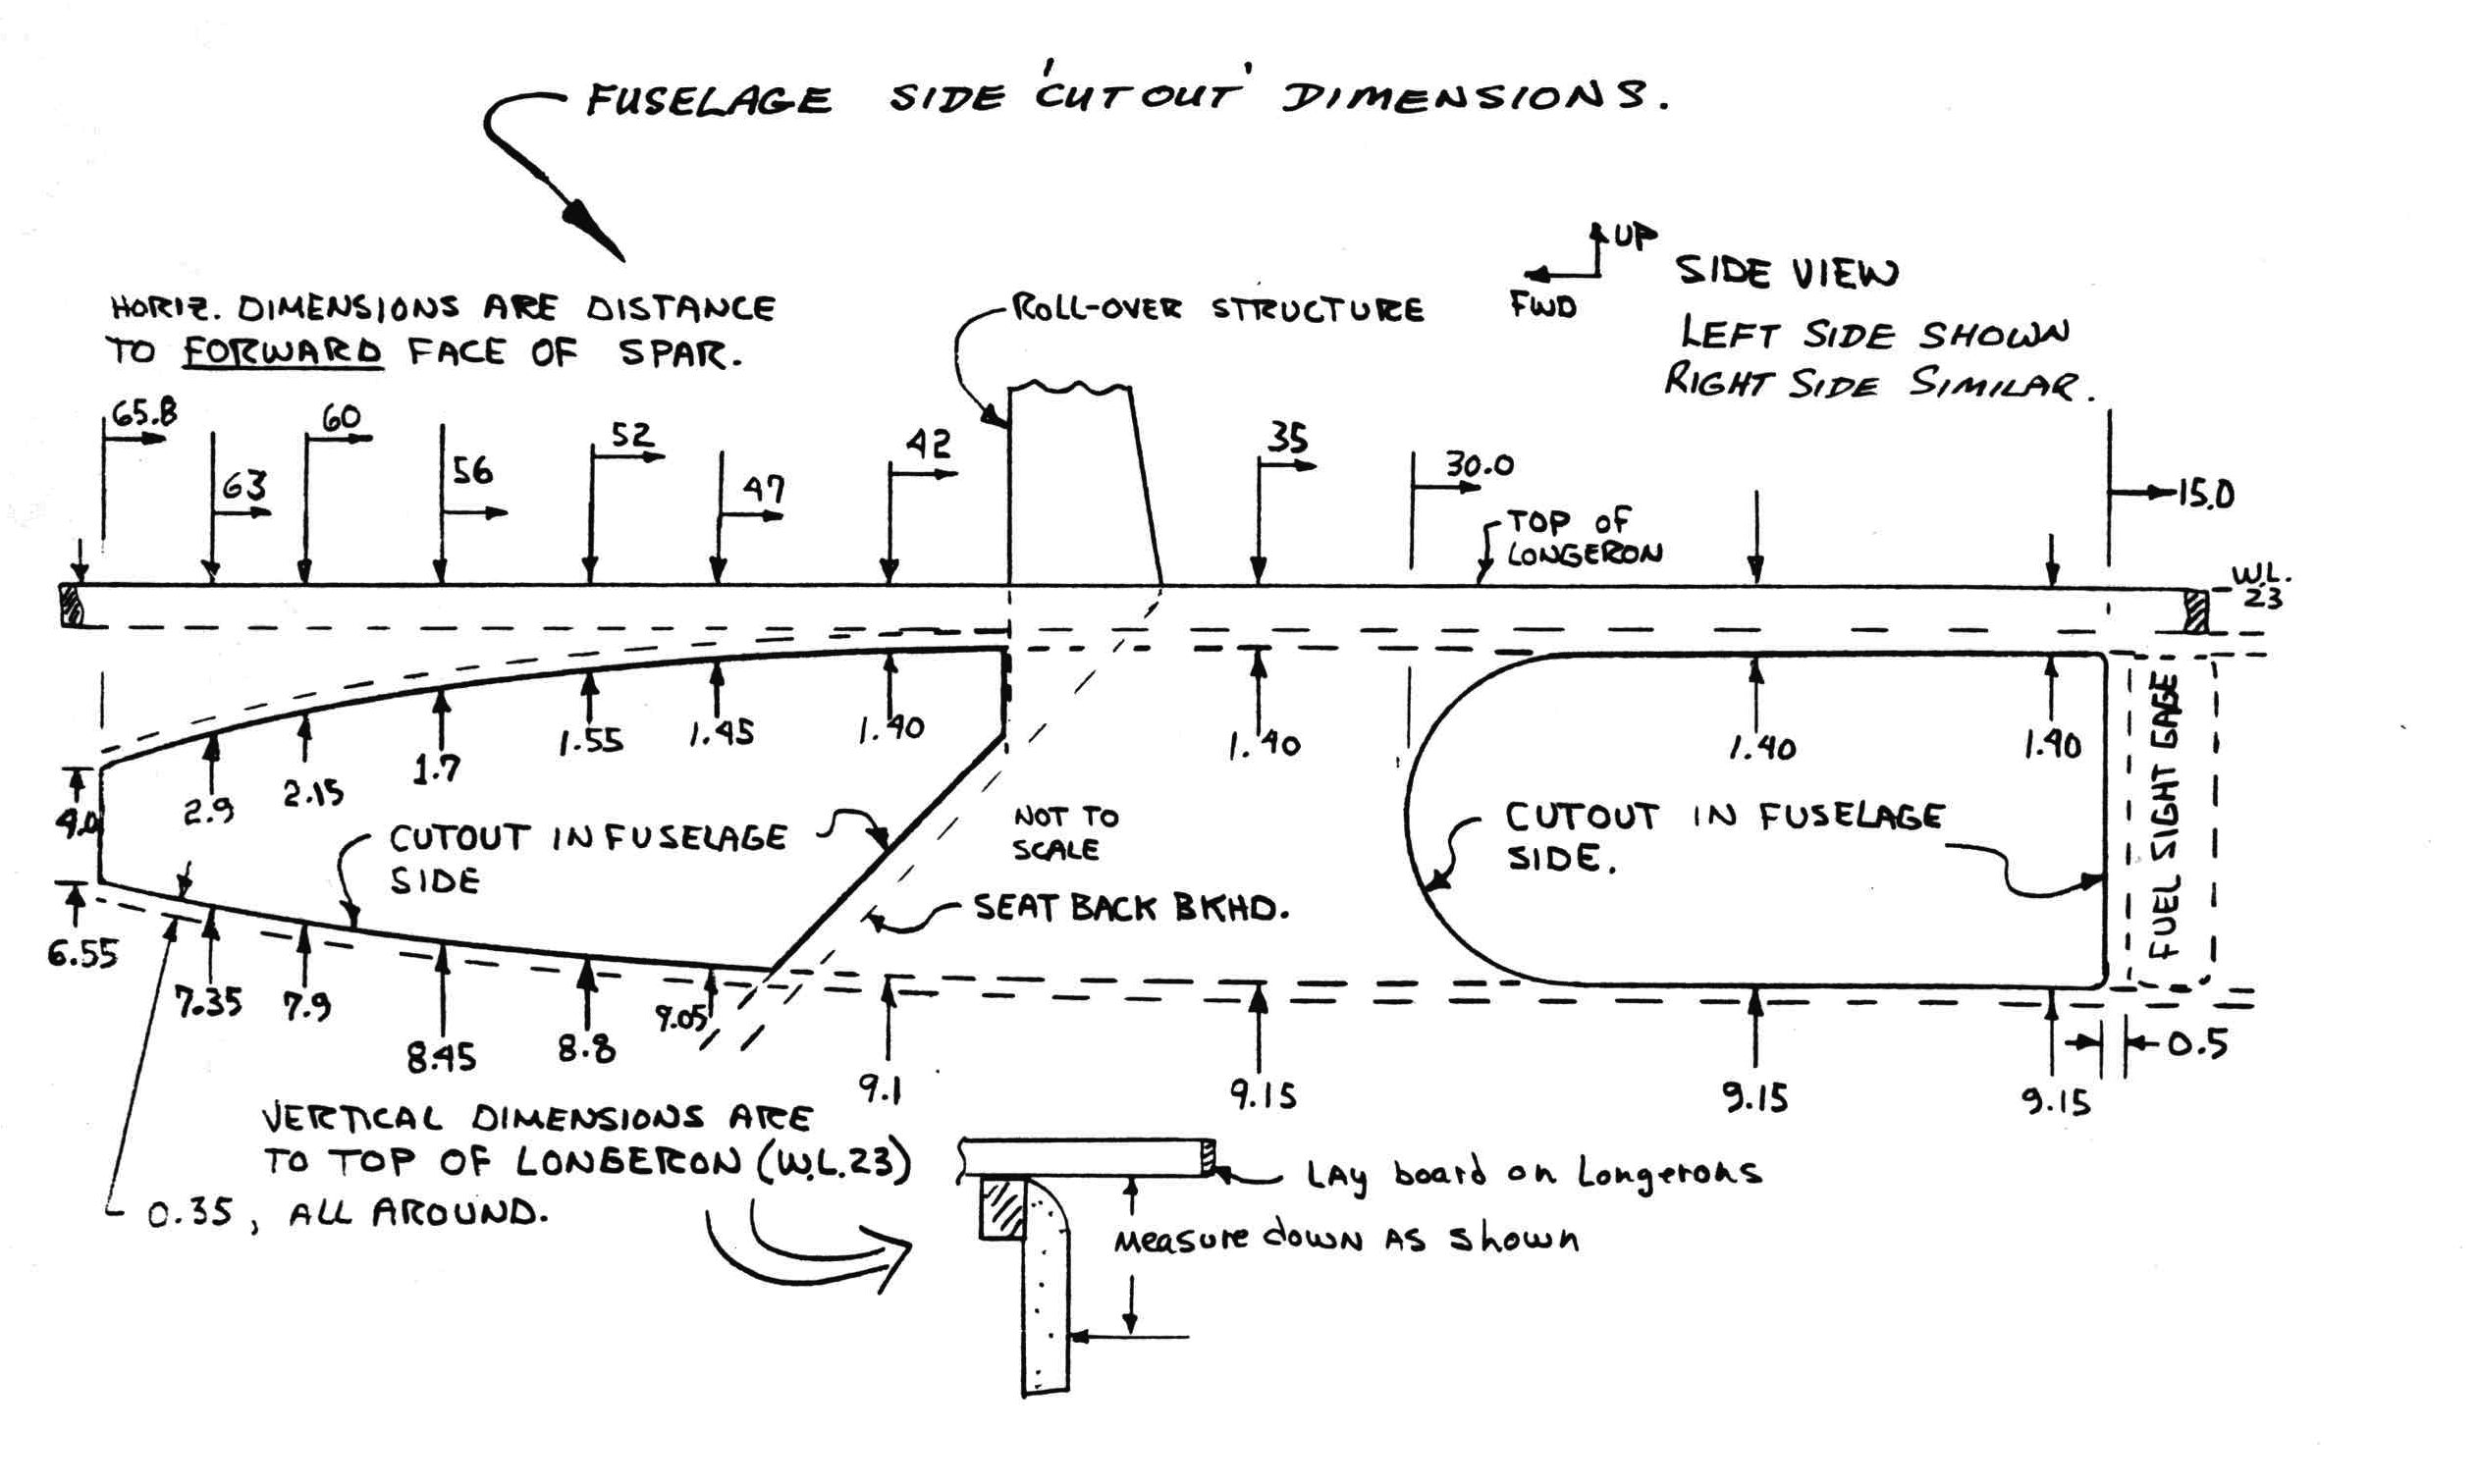 FUSELAGE SIDE 'CUT OUT' DIMENSIONS.
UP
FWD
SIDE VIEW
LEFT SIDE SHOWN
RIGHT SIDE SIMILAR.
HORIZ. DIMENSIONS ARE DISTANCE
TO FORWARD FACE OF SPAR.
ROLL-OVER STRUCTURE
65.8
63
60
56
52
47
42
35
30.0
15.0
TOP OF
LONGERON
W.L.
23
4.0
2.9
2.15
1.7
1.55
1.45
1.40
1.40
1.40
1.40
FUEL SIGHT GAGE
CUTOUT IN FUSELAGE
SIDE
NOT TO
SCALE
CUTOUT IN FUSELAGE
SIDE.
SEAT BACK BKHD.
6.55
7.35
7.9
8.45
8.8
9.05
9.1
9.15
9.15
9.15
0.5
VERTICAL DIMENSIONS ARE
TO TOP OF LONGERON (W.L.23)
0.35, ALL AROUND.
LAY board on Longerons
Measure down AS Shown